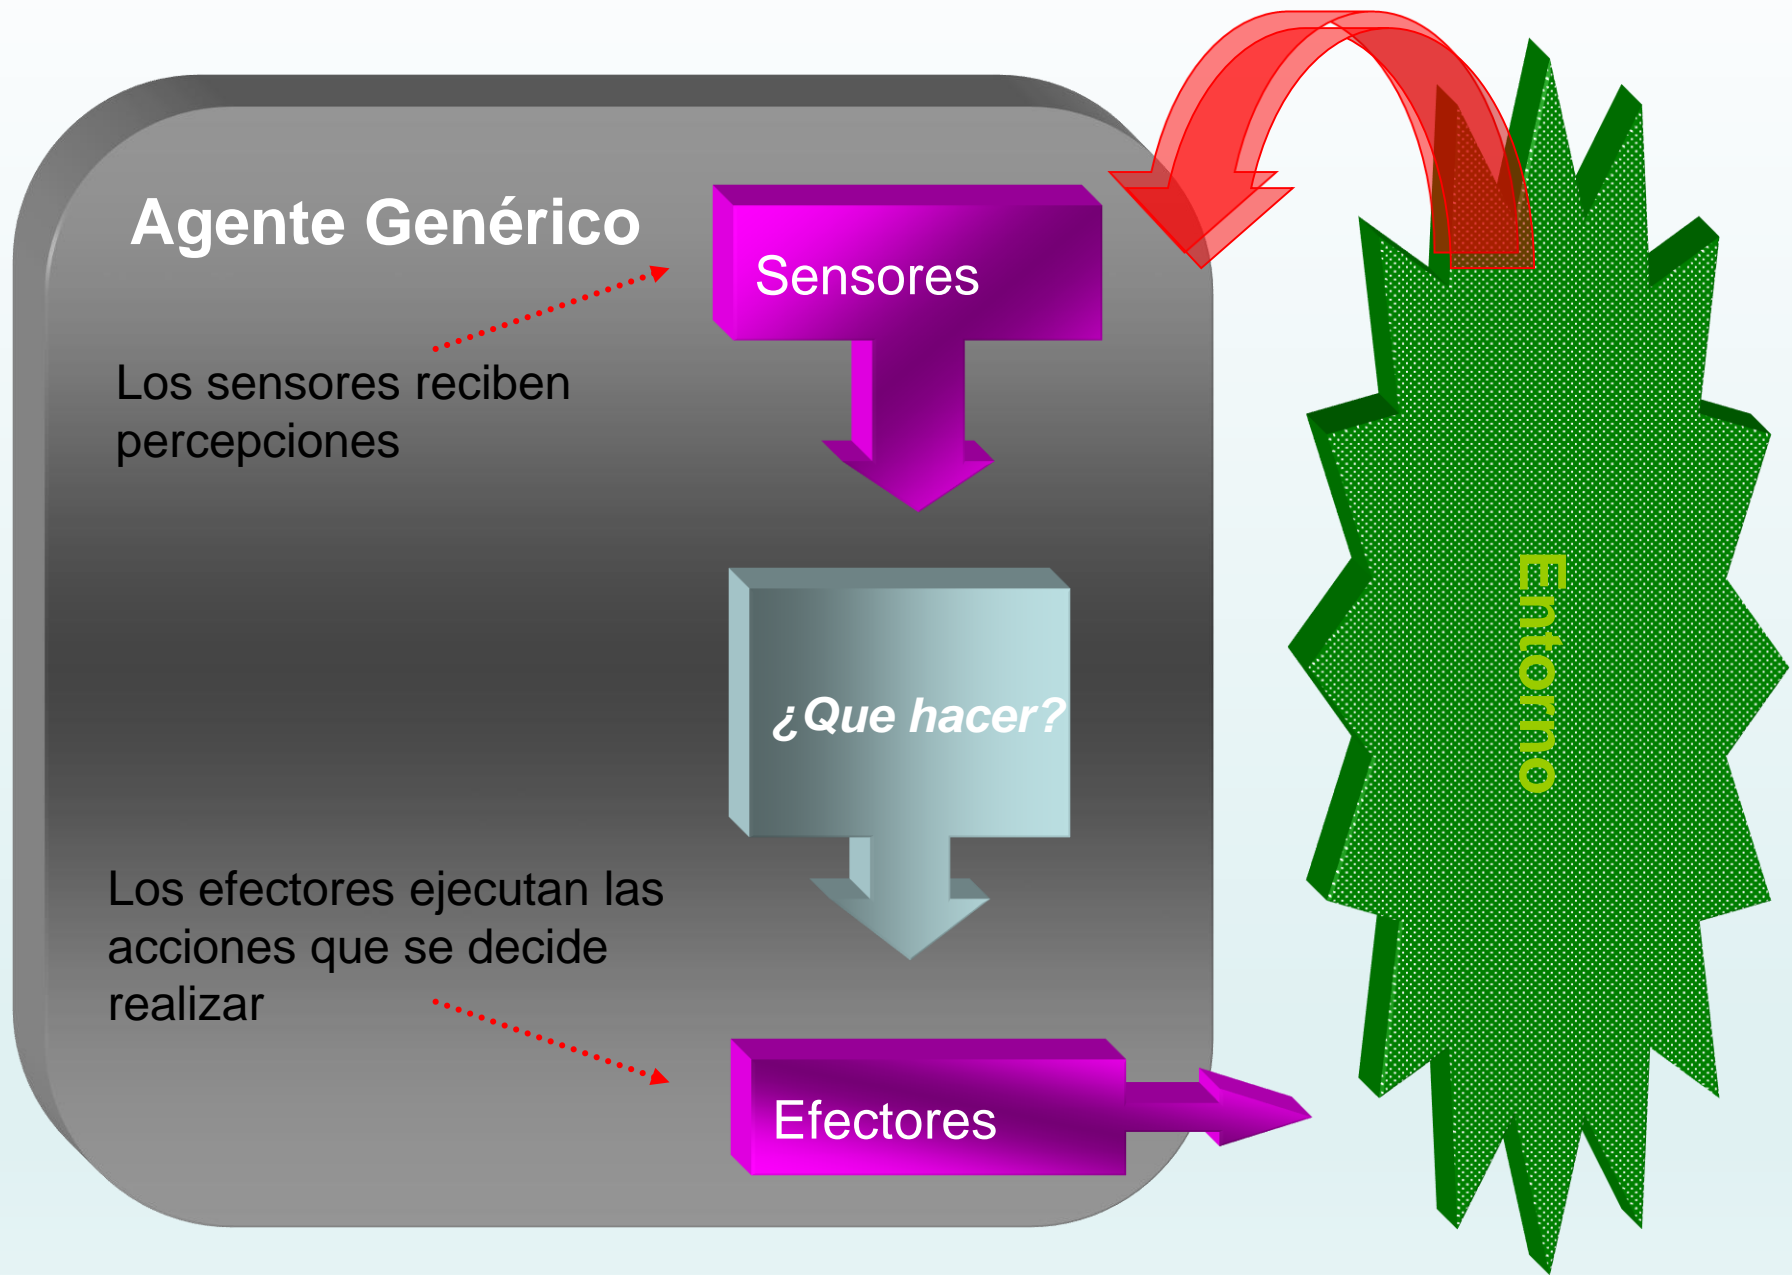 Agente Genérico
Sensores
Los sensores reciben
percepciones
¿Que hacer?
Los efectores ejecutan las
acciones que se decide
realizar
Efectores
Entorno